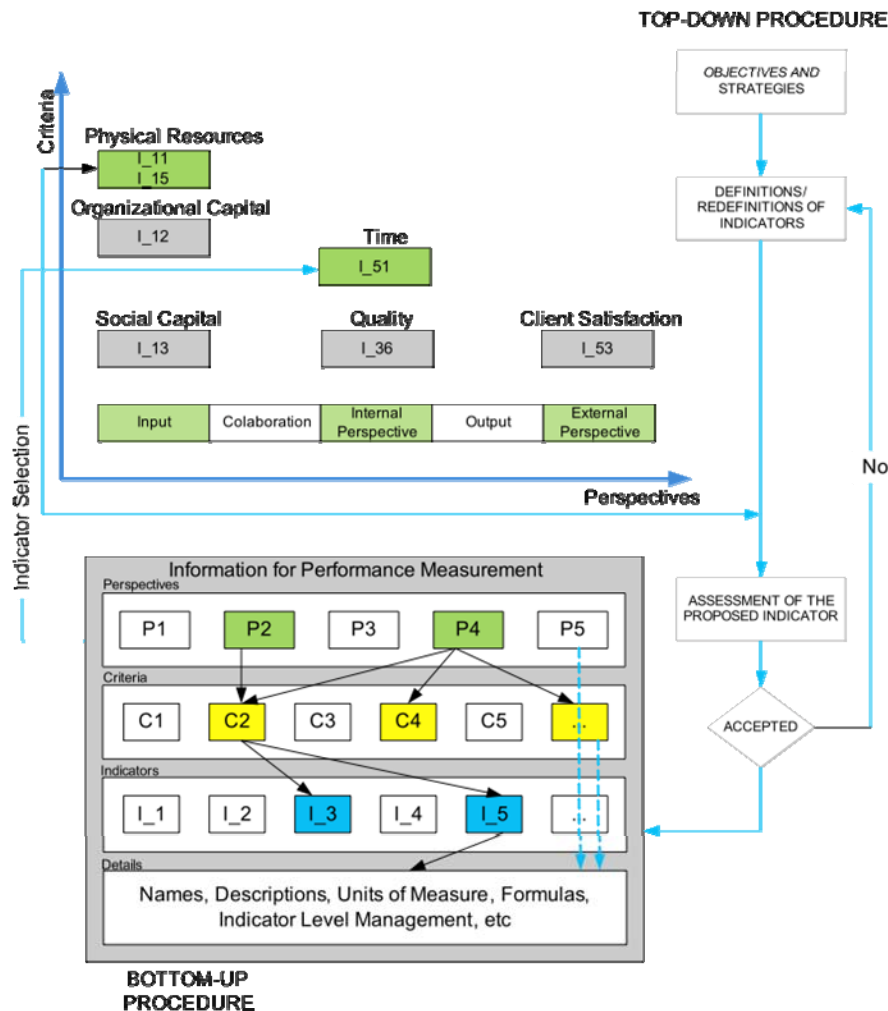 TOP-DOWN PROCEDURE
OBJECTIVES AND
STRATEGIES
Criteria
Physical Resources
I_11
I_15
DEFINITIONS/
REDEFINITIONS OF
INDICATORS
Organizational Capital
I_12
Time
I_51
Social Capital
I_13
Quality
I_36
Client Satisfaction
I_53
Input
Colaboration
Internal
Perspective
Output
External
Perspective
No
Indicator Selection
Perspectives
Information for Performance Measurement
Perspectives
P1
P2
P3
P4
P5
ASSESSMENT OF THE
PROPOSED INDICATOR
Criteria
C1
C2
C3
C4
C5
...
ACCEPTED
Indicators
I_1
I_2
I_3
I_4
I_5
...
Details
Names, Descriptions, Units of Measure, Formulas,
Indicator Level Management, etc
BOTTOM-UP
PROCEDURE